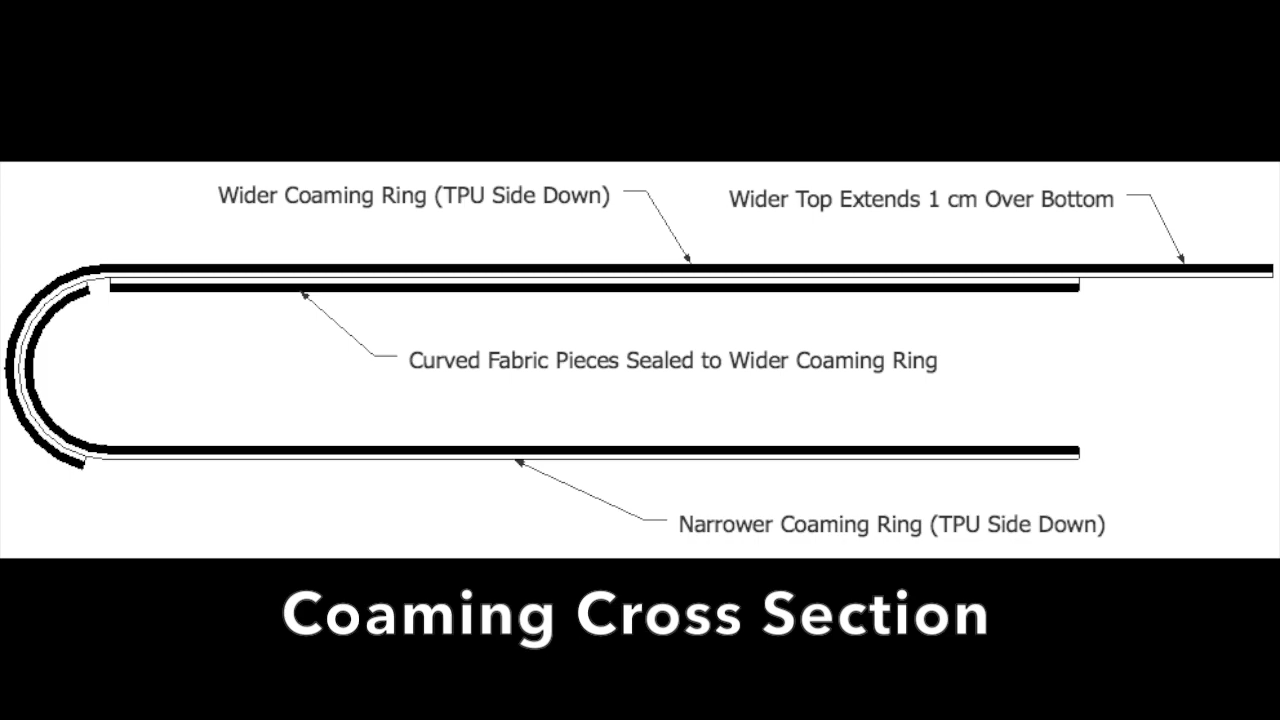 Wider Coaming Ring (TPU Side Down)
Wider Top Extends 1 cm Over Bottom
Curved Fabric Pieces Sealed to Wider Coaming Ring
Narrower Coaming Ring (TPU Side Down)
Coaming Cross Section